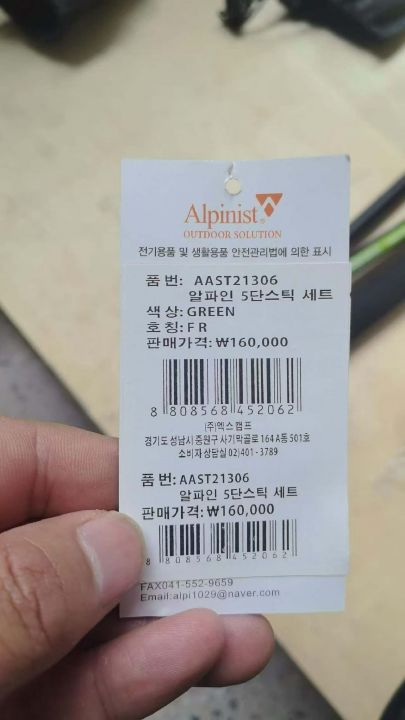 Alpinist
OUTDOOR SOLUTION
전기용품 및 생활용품 안전관리법에 의한 표시
품 번: AAST21306
알파인 5단스틱 세트
색 상: GREEN
호 칭: F R
판매가격: ₩160,000
8 808568 452062
(주)엑스캠프
경기도 성남시 중원구 사기막골로 164 A동 501호
소비자 상담실 02)401-3789
품 번: AAST21306
알파인 5단스틱 세트
판매가격: ₩160,000
8 808568 452062
FAX041-552-9659
Email:alpi1029@naver.com